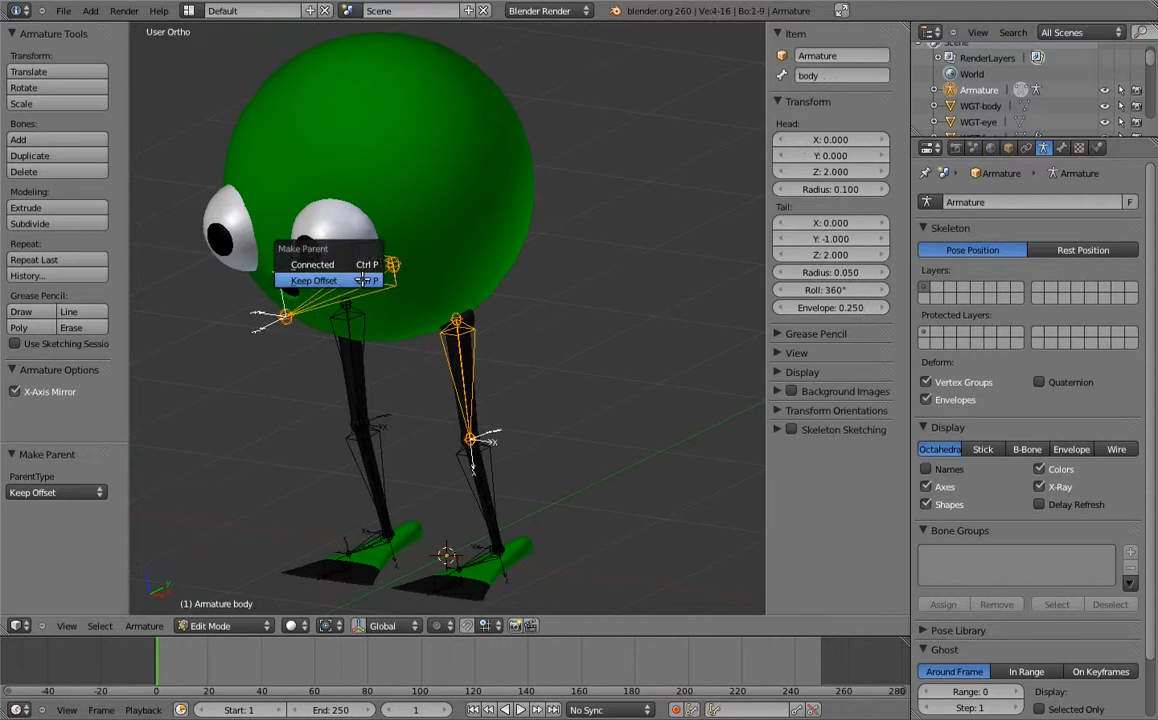 File Add Render Help Default Scene Blender Render blender.org 260 | Ve:4-16 | Bo:1-9 | Armature
Armature Tools
Transform:
Translate
Rotate
Scale
Bones:
Add
Duplicate
Delete
Modeling:
Extrude
Subdivide
Repeat:
Repeat Last
History...
Grease Pencil:
Draw Line
Poly Erase
Use Sketching Sessio
Armature Options
X-Axis Mirror
Make Parent
ParentType
Keep Offset
User Ortho
Make Parent
Connected Ctrl P
Keep Offset P
(1) Armature body
Item
Armature
body
Transform
Head:
X: 0.000
Y: 0.000
Z: 2.000
Radius: 0.100
Tail:
X: 0.000
Y: -1.000
Z: 2.000
Radius: 0.050
Roll: 360°
Envelope: 0.250
Grease Pencil
View
Display
Background Images
Transform Orientations
Skeleton Sketching
View Search All Scenes
Scene
RenderLayers
World
Armature
WGT-body
WGT-eye
Armature Armature
Armature F
Skeleton
Pose Position Rest Position
Layers:
Protected Layers:
Deform:
Vertex Groups Quaternion
Envelopes
Display
Octahedra Stick B-Bone Envelope Wire
Names Colors
Axes X-Ray
Shapes Delay Refresh
Bone Groups
Assign Remove Select Deselect
Pose Library
Ghost
Around Frame In Range On Keyframes
Range: 0 Display:
Step: 1 Selected Only
View Select Armature Edit Mode Global
-40 -20 0 20 40 60 80 100 120 140 160 180 200 220 240 260 280
View Frame Playback Start: 1 End: 250 1 No Sync